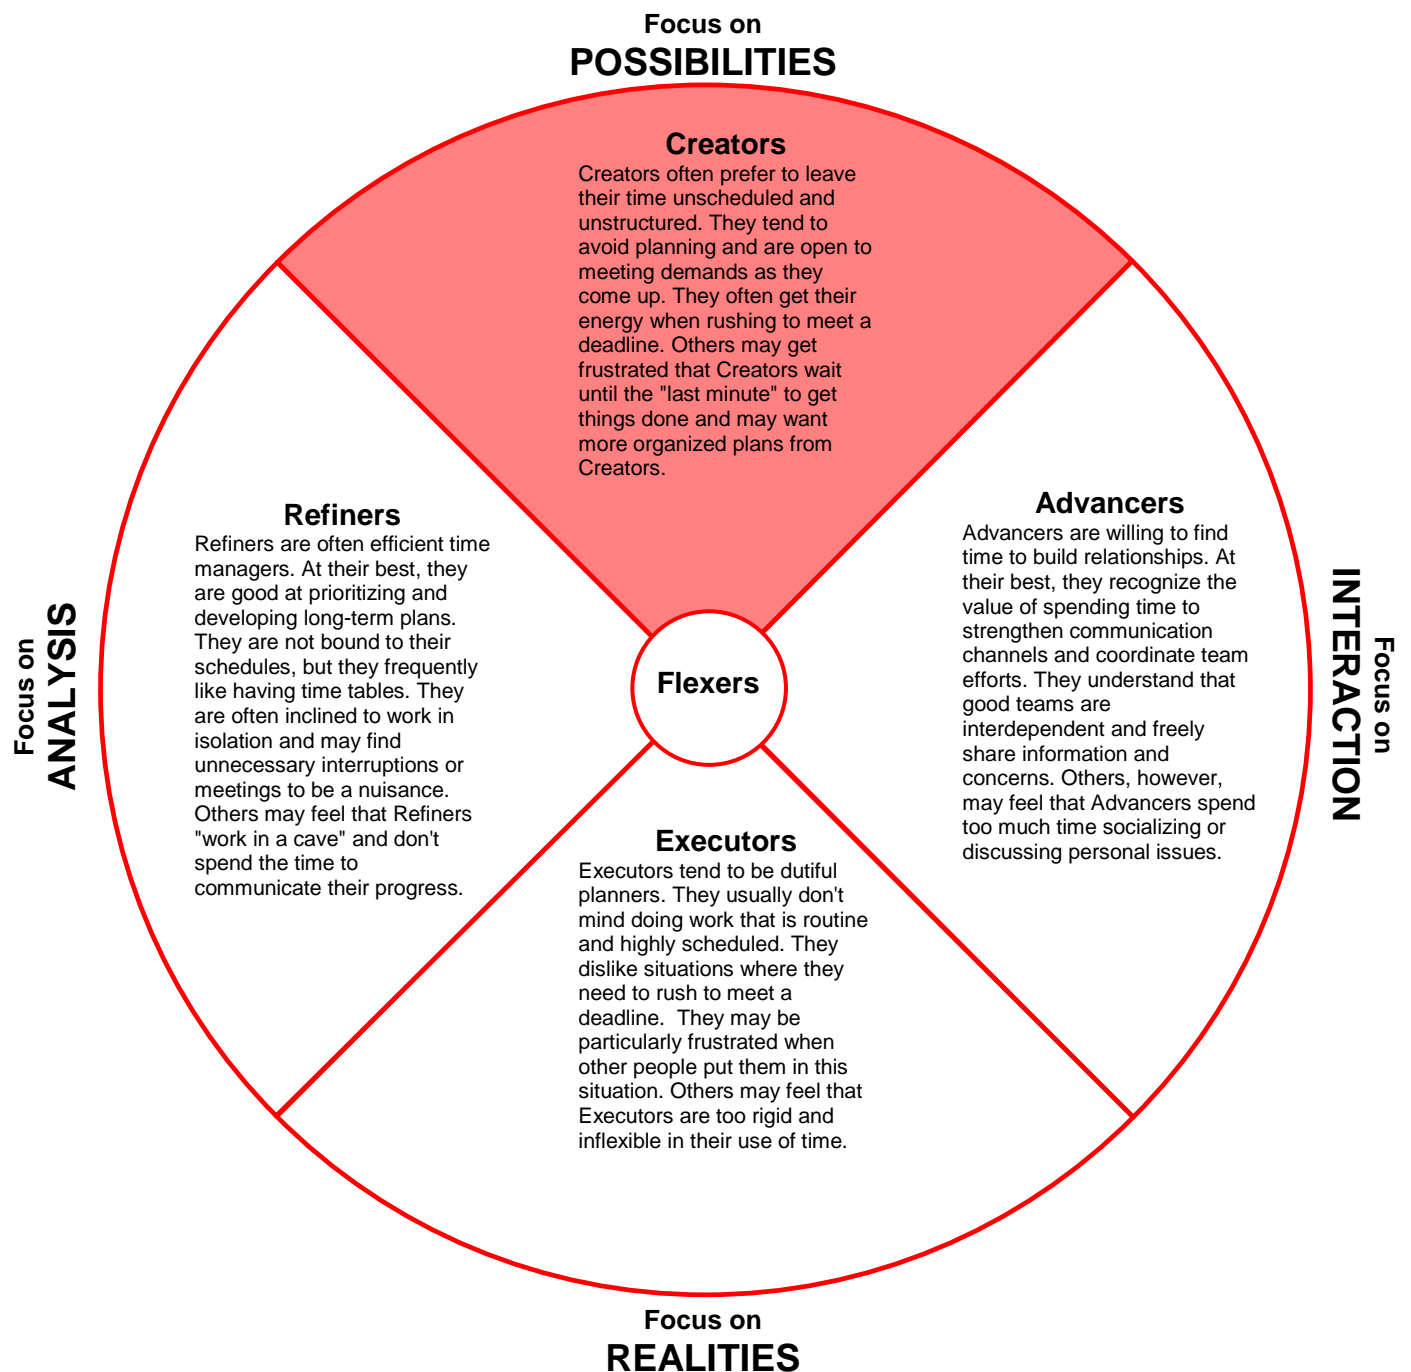 Focus on
POSSIBILITIES
Creators
Creators often prefer to leave
their time unscheduled and
unstructured. They tend to
avoid planning and are open to
meeting demands as they
come up. They often get their
energy when rushing to meet a
deadline. Others may get
frustrated that Creators wait
until the "last minute" to get
things done and may want
more organized plans from
Creators.
Focus on
ANALYSIS
Refiners
Refiners are often efficient time
managers. At their best, they
are good at prioritizing and
developing long-term plans.
They are not bound to their
schedules, but they frequently
like having time tables. They
are often inclined to work in
isolation and may find
unnecessary interruptions or
meetings to be a nuisance.
Others may feel that Refiners
"work in a cave" and don't
spend the time to
communicate their progress.
Flexers
Advancers
Advancers are willing to find
time to build relationships. At
their best, they recognize the
value of spending time to
strengthen communication
channels and coordinate team
efforts. They understand that
good teams are
interdependent and freely
share information and
concerns. Others, however,
may feel that Advancers spend
too much time socializing or
discussing personal issues.
Focus on
INTERACTION
Executors
Executors tend to be dutiful
planners. They usually don't
mind doing work that is routine
and highly scheduled. They
dislike situations where they
need to rush to meet a
deadline.  They may be
particularly frustrated when
other people put them in this
situation. Others may feel that
Executors are too rigid and
inflexible in their use of time.
Focus on
REALITIES